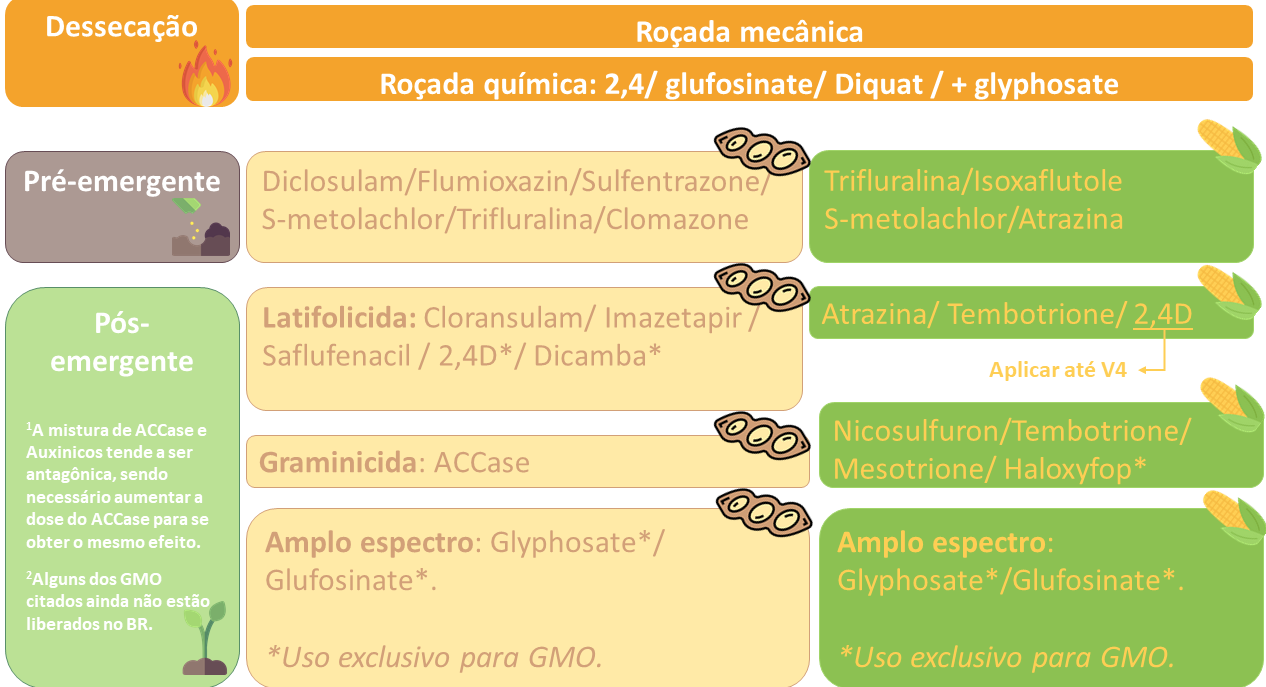 Dessecação
Roçada mecânica
Roçada química: 2,4/ glufosinate/ Diquat / + glyphosate
Pré-emergente
Diclosulam/Flumioxazin/Sulfentrazone/
S-metolachlor/Trifluralina/Clomazone
Trifluralina/Isoxaflutole
S-metolachlor/Atrazina
Pós-
emergente
¹A mistura de ACCase e
Auxinicos tende a ser
antagônica, sendo
necessário aumentar a
dose do ACCase para se
obter o mesmo efeito.
²Alguns dos GMO
citados ainda não estão
liberados no BR.
Latifolicida: Cloransulam/ Imazetapir /
Saflufenacil / 2,4D*/ Dicamba*
Atrazina/ Tembotrione/ 2,4D
Aplicar até V4
Graminicida: ACCase
Nicosulfuron/Tembotrione/
Mesotrione/ Haloxyfop*
Amplo espectro: Glyphosate*/
Glufosinate*.
*Uso exclusivo para GMO.
Amplo espectro:
Glyphosate*/Glufosinate*.
*Uso exclusivo para GMO.